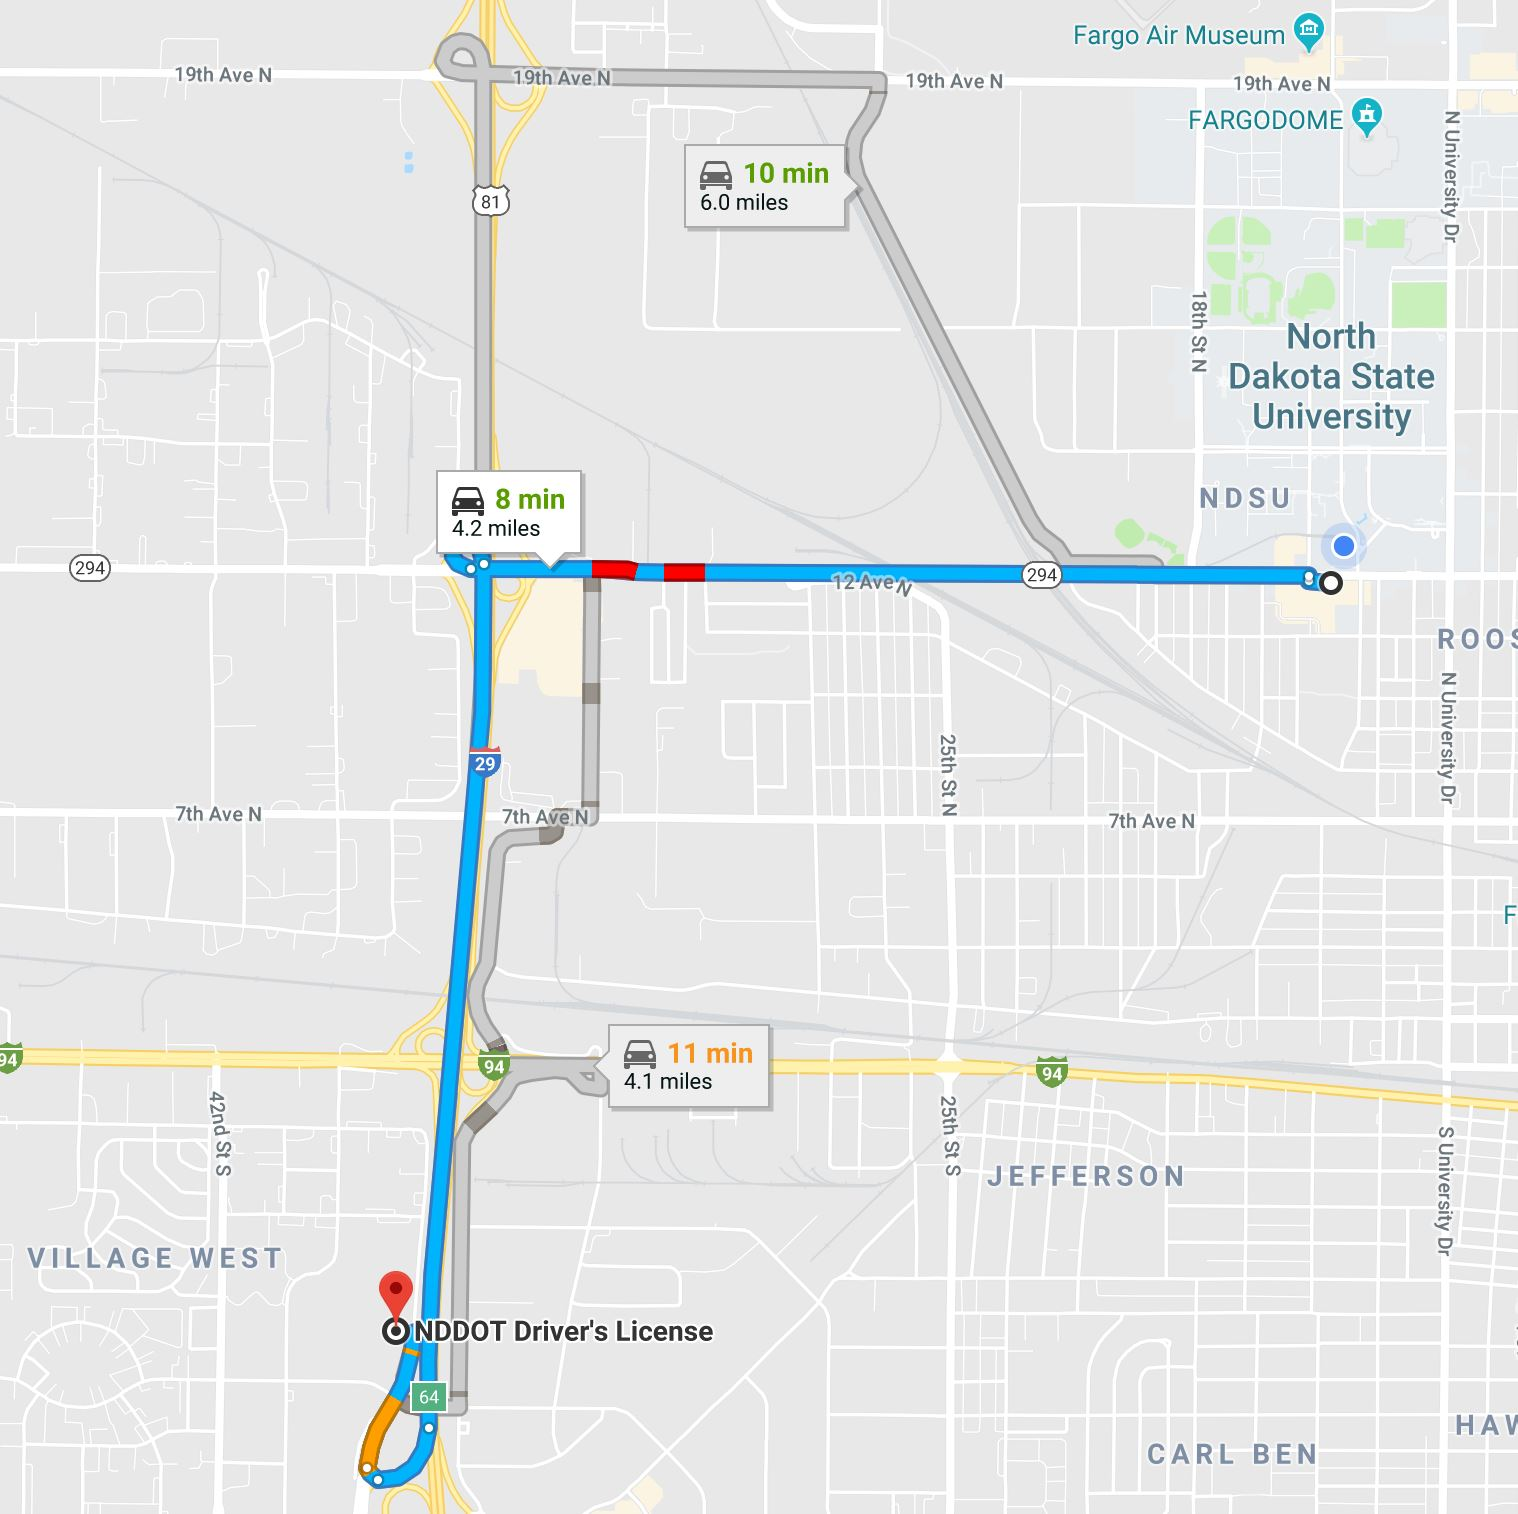 Fargo Air Museum
19th Ave N
19th Ave N
19th Ave N
19th Ave N
FARGODOME
N University Dr
10 min
6.0 miles
81
18th St N
North
Dakota State
University
8 min
4.2 miles
NDSU
294
294
12 Ave N
ROOS
N University Dr
29
25th St N
7th Ave N
7th Ave N
7th Ave N
F
94
94
94
11 min
4.1 miles
42nd St S
25th St S
S University Dr
JEFFERSON
VILLAGE WEST
NDDOT Driver's License
64
HAW
CARL BEN